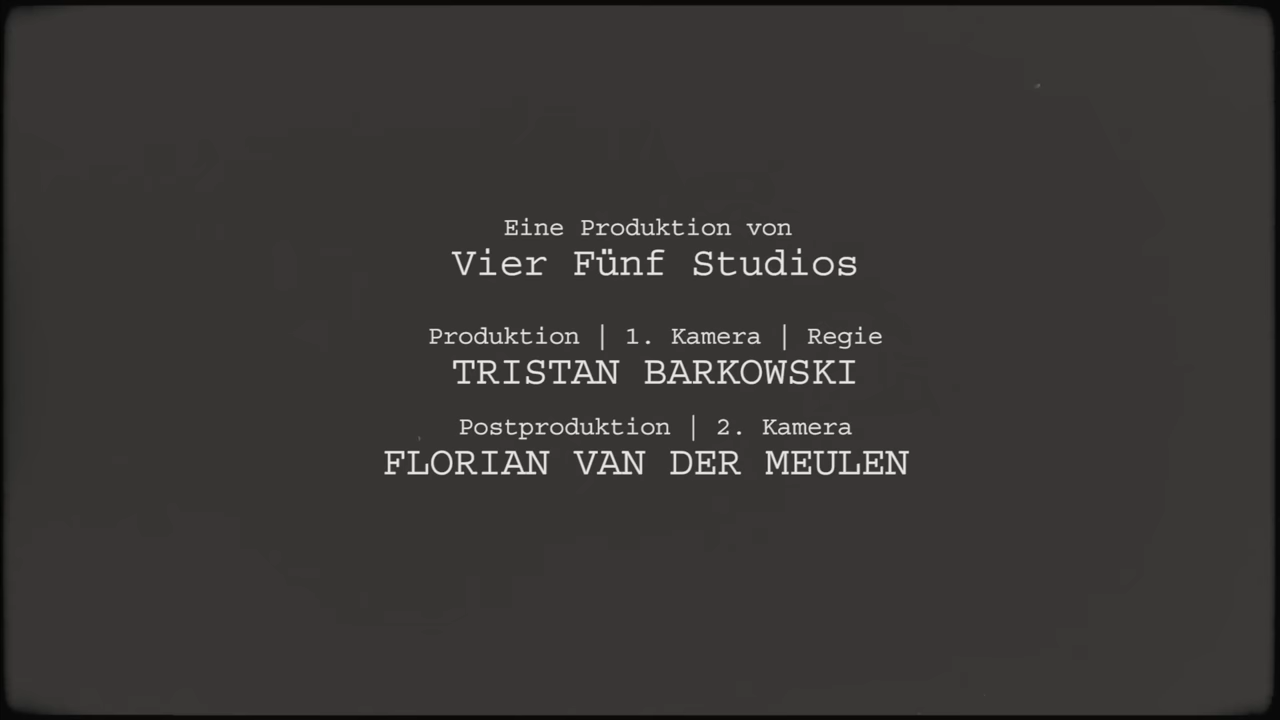 Eine Produktion von
Vier Fünf Studios
Produktion | 1. Kamera | Regie
TRISTAN BARKOWSKI
Postproduktion | 2. Kamera
FLORIAN VAN DER MEULEN